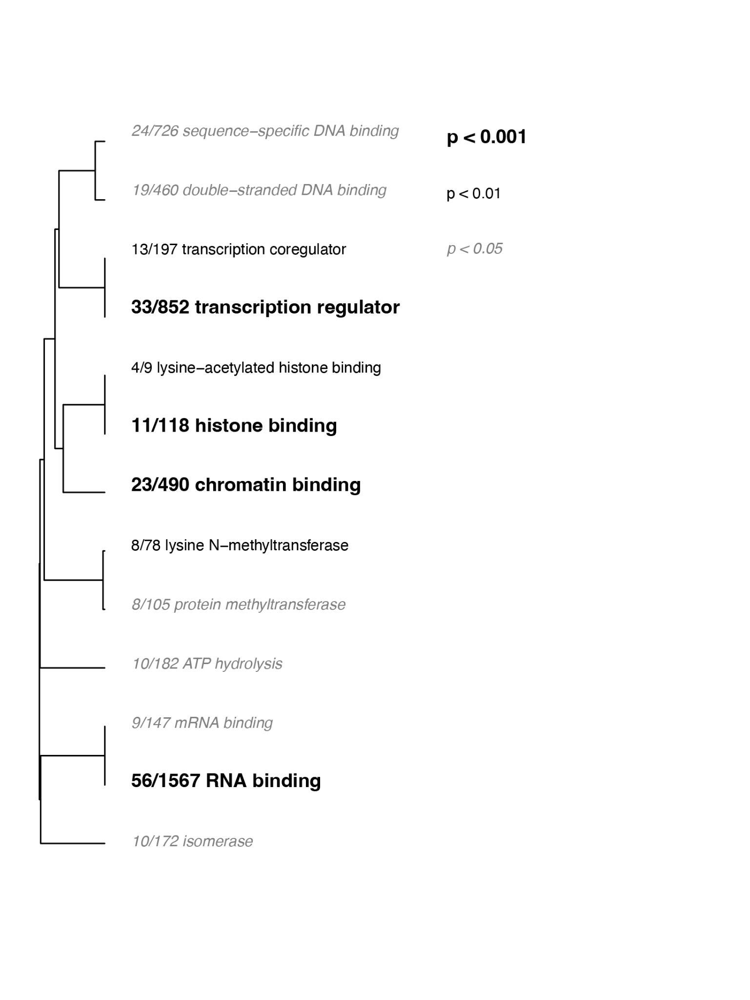 24/726 sequence−specific DNA binding
19/460 double−stranded DNA binding
13/197 transcription coregulator
33/852 transcription regulator
4/9 lysine−acetylated histone binding
11/118 histone binding
23/490 chromatin binding
8/78 lysine N−methyltransferase
8/105 protein methyltransferase
10/182 ATP hydrolysis
9/147 mRNA binding
56/1567 RNA binding
10/172 isomerase
p < 0.001
p < 0.01
p < 0.05